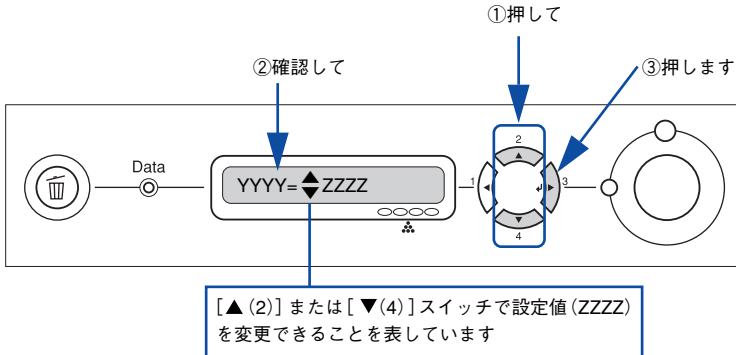 ①押して
②確認して
③押します
Data
YYYY=▲▼ZZZZ
2
1
3
4
[▲(2)]または[▼(4)]スイッチで設定値(ZZZZ)
を変更できることを表しています